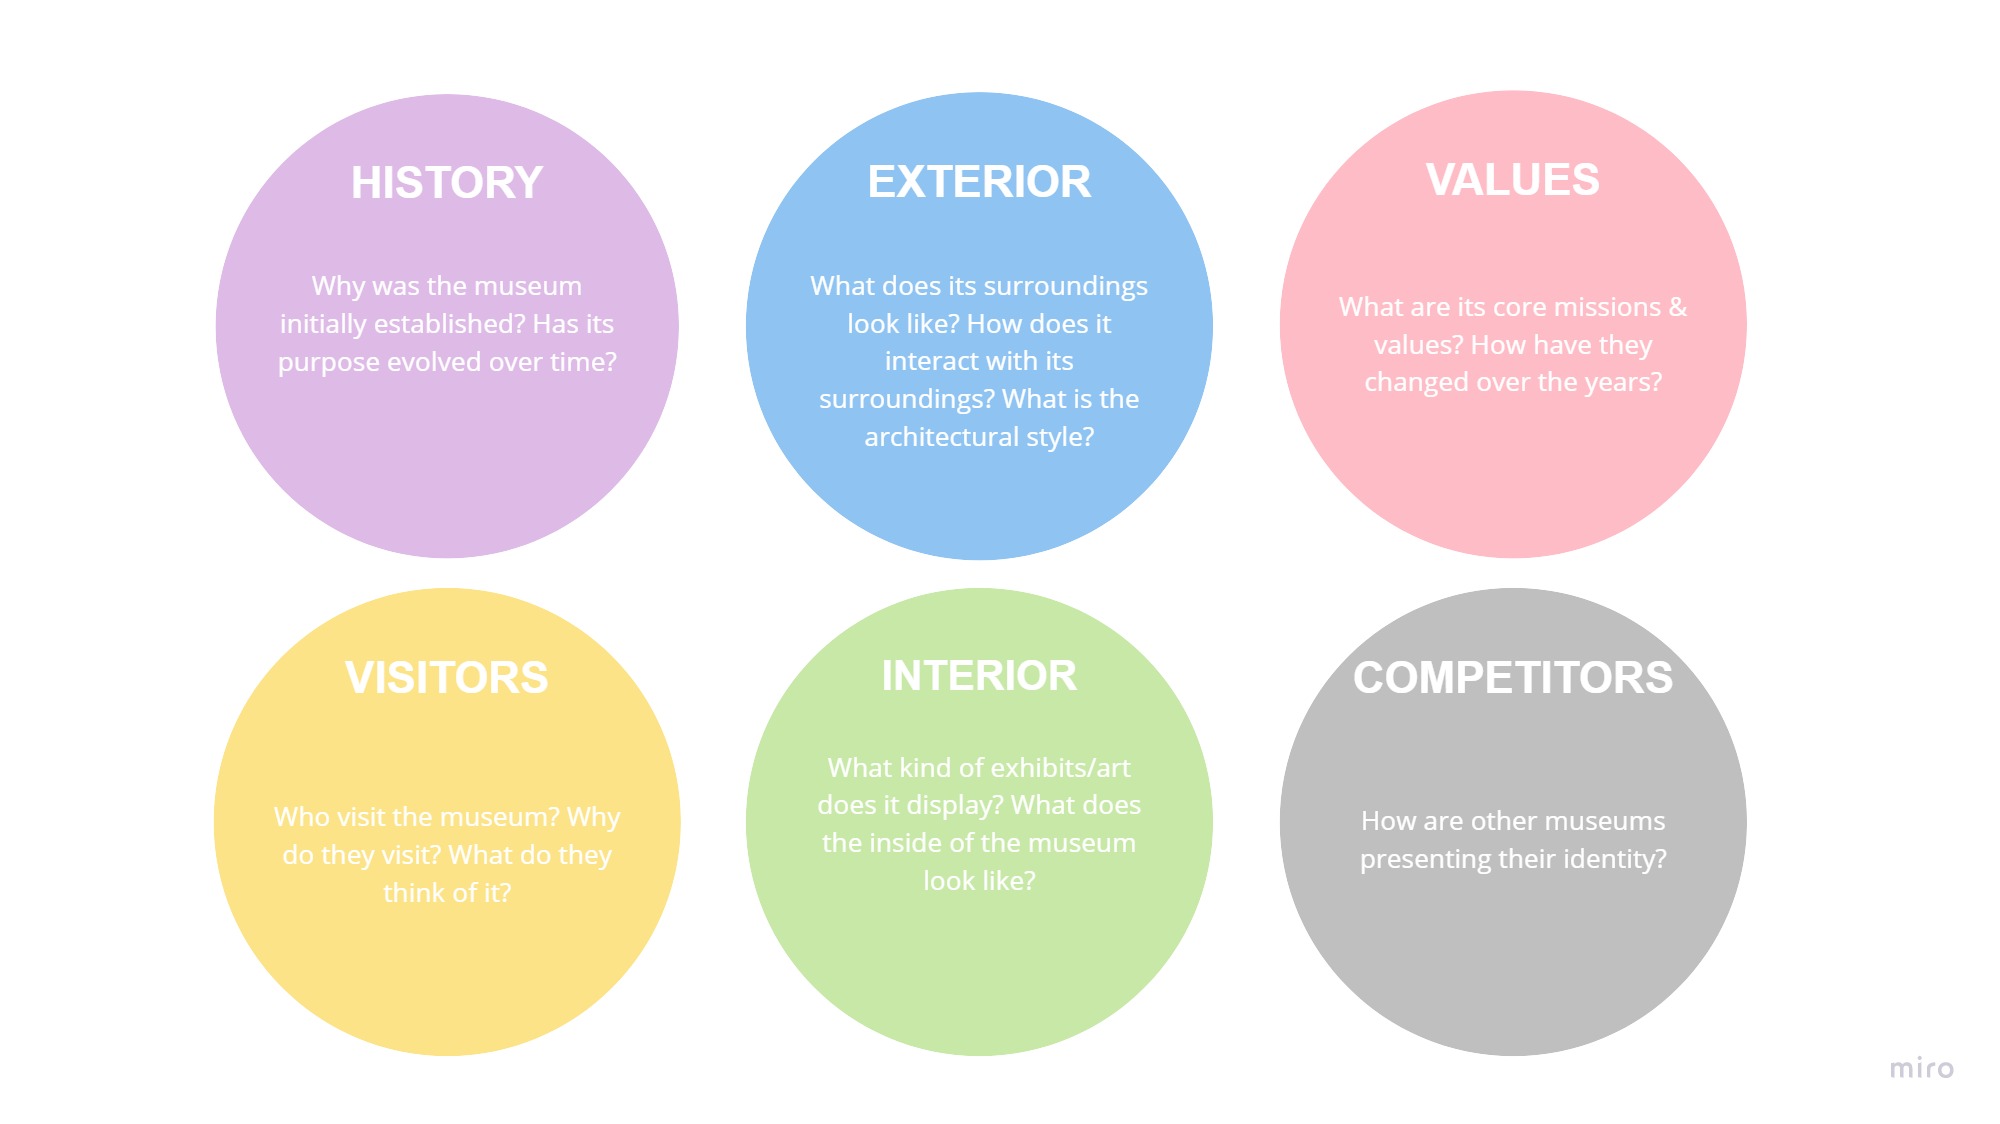 HISTORY
Why was the museum
initially established? Has its
purpose evolved over time?
EXTERIOR
What does its surroundings
look like? How does it
interact with its
surroundings? What is the
architectural style?
VALUES
What are its core missions &
values? How have they
changed over the years?
VISITORS
Who visit the museum? Why
do they visit? What do they
think of it?
INTERIOR
What kind of exhibits/art
does it display? What does
the inside of the museum
look like?
COMPETITORS
How are other museums
presenting their identity?
miro